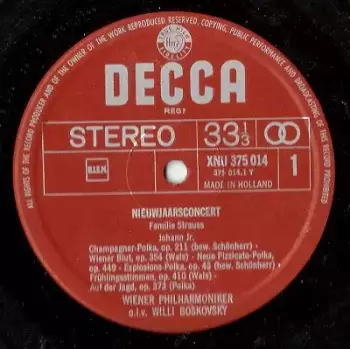 ALL RIGHTS OF THE RECORD PRODUCER AND OF THE OWNER OF THE WORK REPRODUCED RESERVED. COPYING, PUBLIC PERFORMANCE AND BROADCASTING OF THIS RECORD PROHIBITED
DECCA
REG?
STEREO 33 1/3
B.I.E.M. XNU 375 014 1
375 014.1 Y
MADE IN HOLLAND
NIEUWJAARSCONCERT
Familie Strauss
Johann Jr.
Champagner-Polka, op. 211 (bew. Schönherr) -
Wiener Blut, op. 354 (Wals) - Neue Pizzicato-Polka,
op. 449 - Explosions-Polka, op. 43 (bew. Schönherr) -
Frühlingsstimmen, op. 410 (Wals) -
Auf der Jagd, op. 373 (Polka)
WIENER PHILHARMONIKER
o.l.v. WILLI BOSKOVSKY